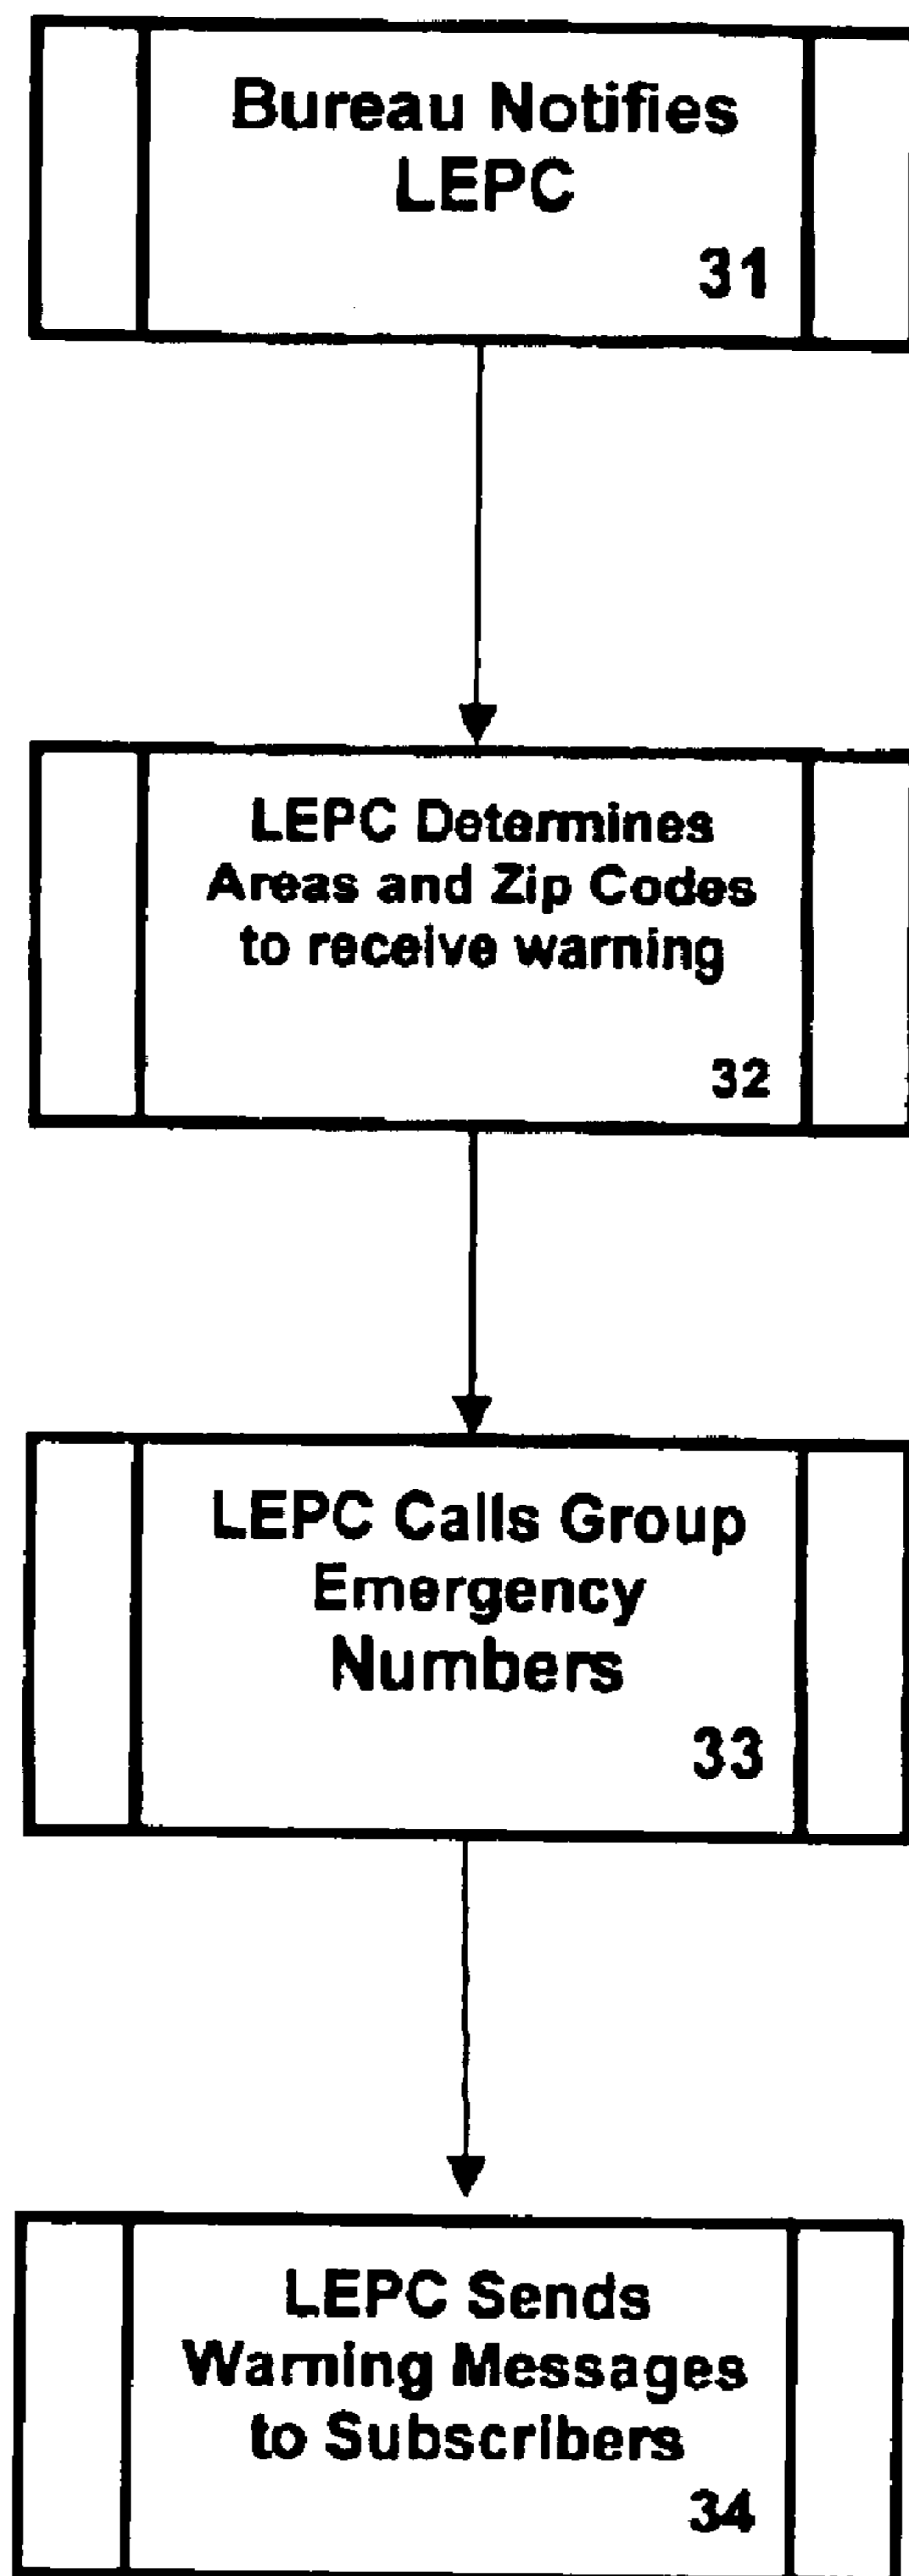 Bureau Notifies
LEPC
31
LEPC Determines
Areas and Zip Codes
to receive warning
32
LEPC Calls Group
Emergency
Numbers
33
LEPC Sends
Warning Messages
to Subscribers
34